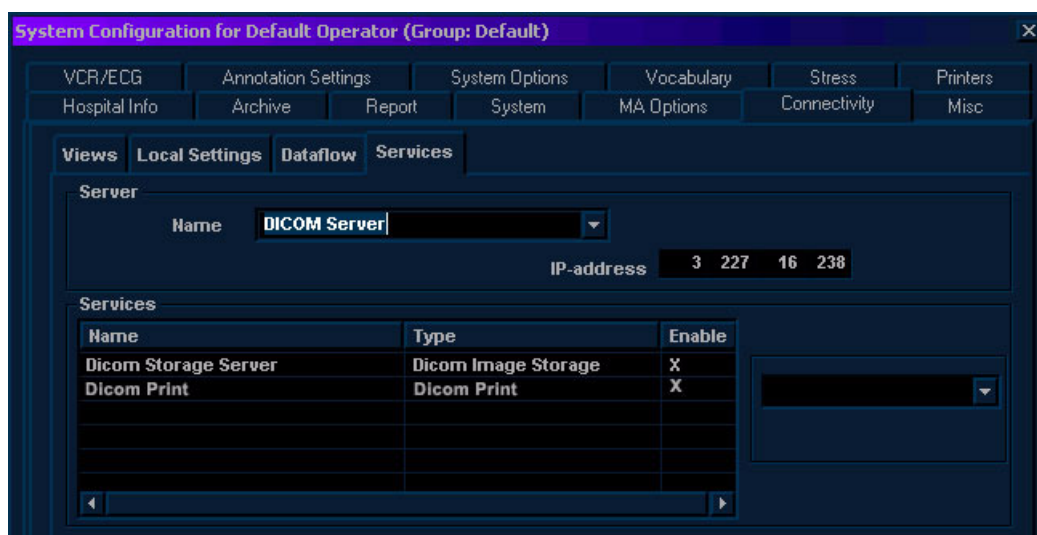 System Configuration for Default Operator (Group: Default)
VCR/ECG Annotation Settings System Options Vocabulary Stress Printers
Hospital Info Archive Report System MA Options Connectivity Misc
Views Local Settings Dataflow Services
Server
Name DICOM Server
IP-address 3 227 16 238
Services
Name Type Enable
Dicom Storage Server Dicom Image Storage X
Dicom Print Dicom Print X